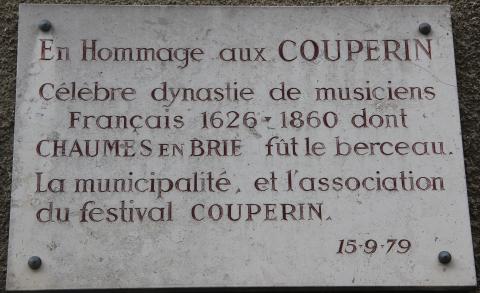 En Hommage aux COUPERIN
Célèbre dynastie de musiciens
Français 1626-1860 dont
CHAUMES EN BRIE fût le berceau.
La municipalité, et l'association
du festival COUPERIN.
15-9-79